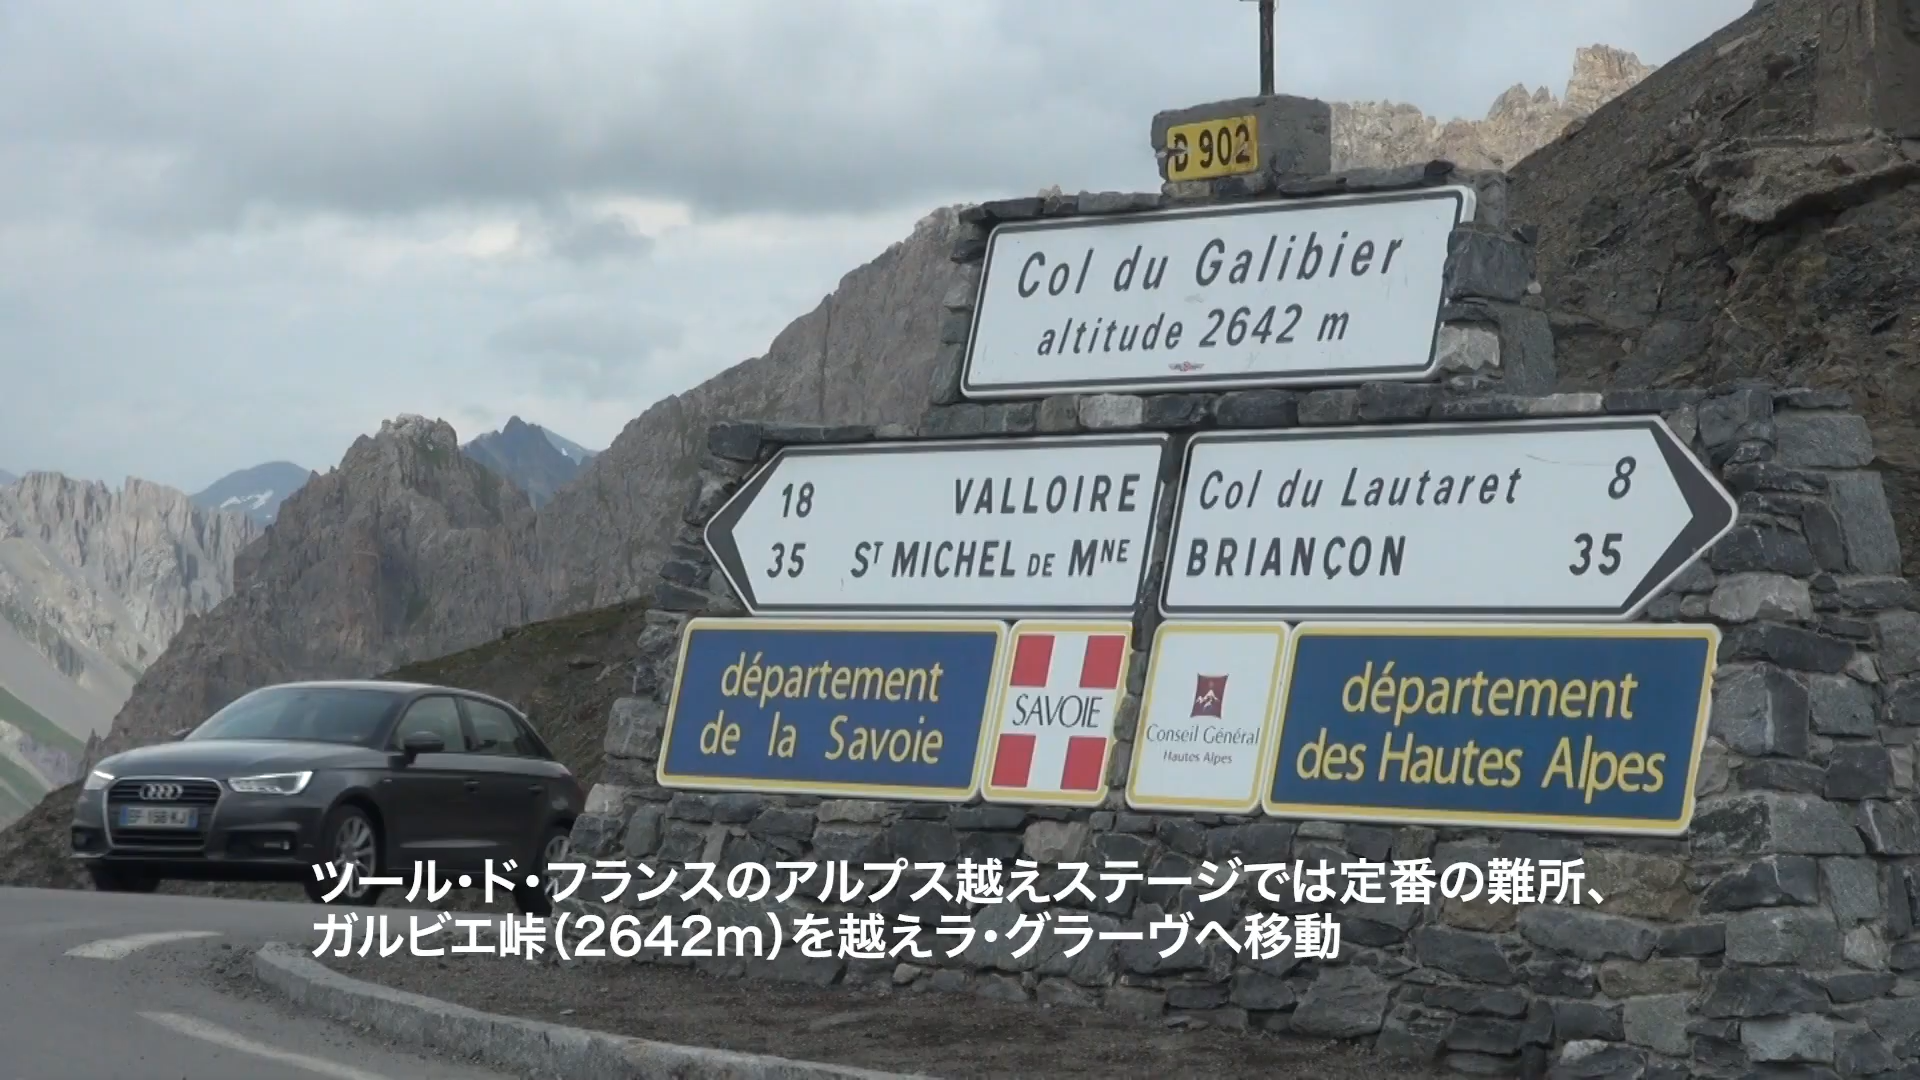 D 902
Col du Galibier
altitude 2642 m
18 VALLOIRE
35 ST MICHEL DE MNE
Col du Lautaret 8
BRIANÇON 35
département
de la Savoie
SAVOIE
Conseil Général
Hautes Alpes
département
des Hautes Alpes
ツール・ド・フランスのアルプス越えステージでは定番の難所、
ガルビエ峠(2642m)を越えラ・グラーヴへ移動